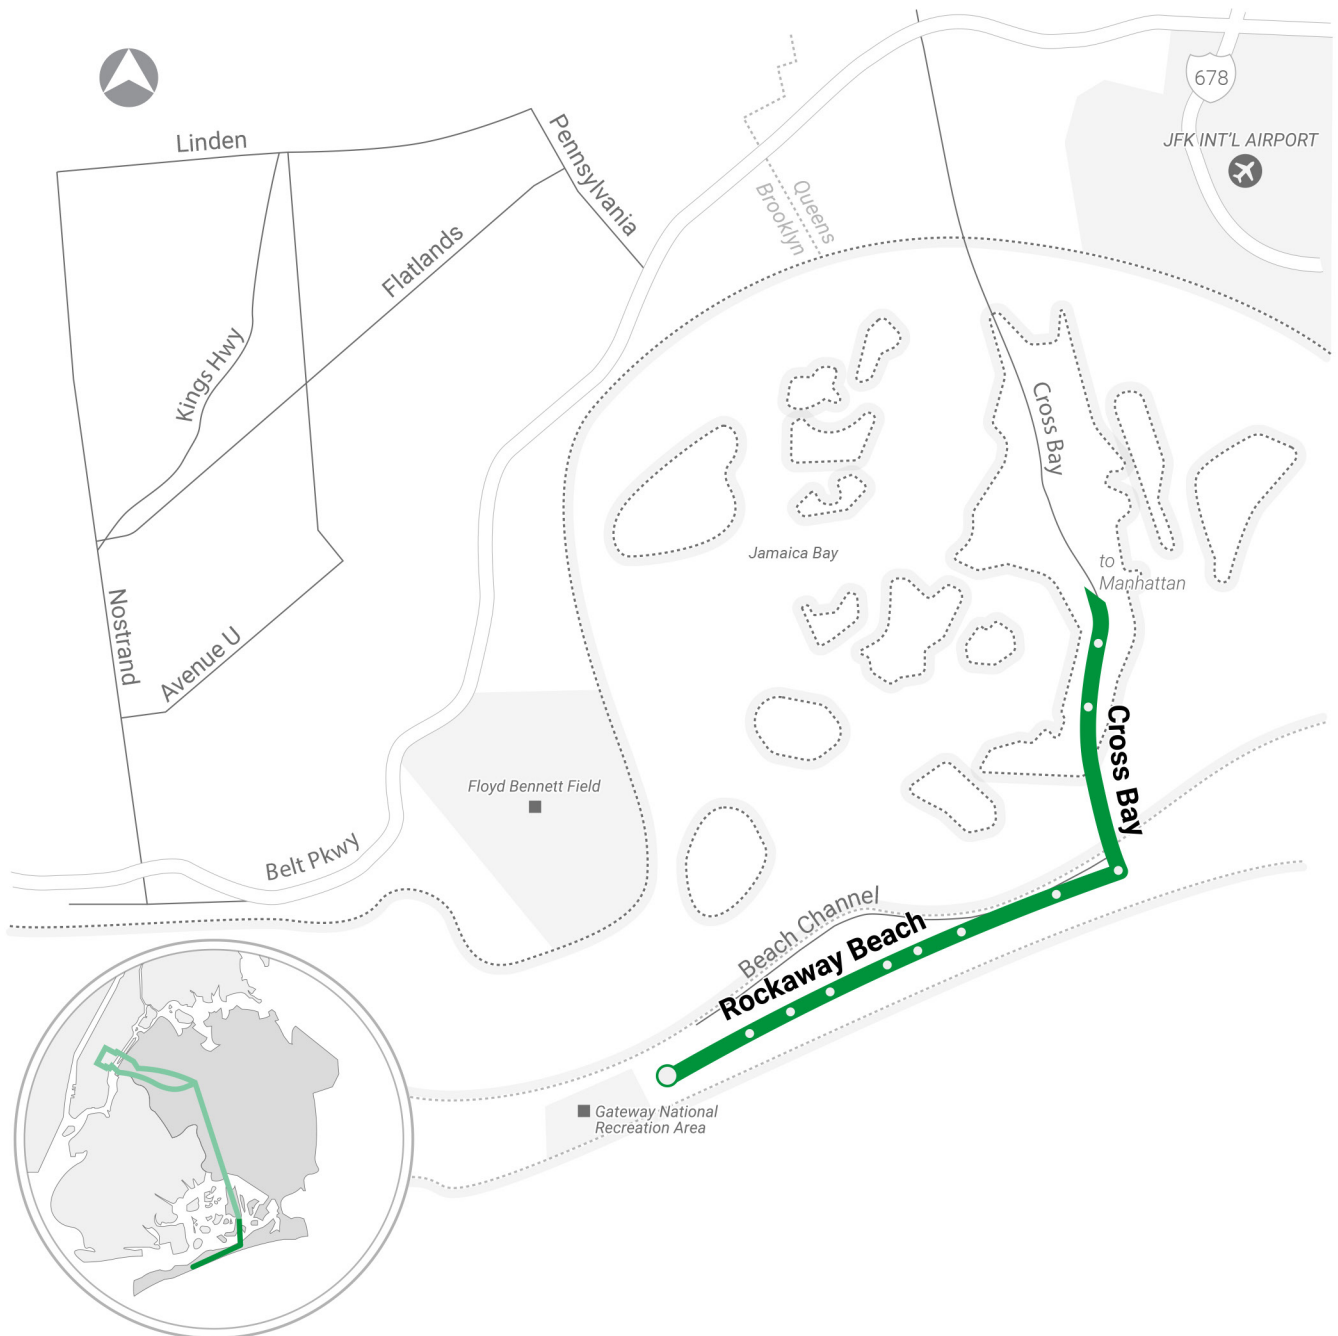 678
JFK INT'L AIRPORT
Linden
Pennsylvania
Queens
Brooklyn
Flatlands
Kings Hwy
Cross Bay
Jamaica Bay
to
Manhattan
Nostrand
Avenue U
Cross Bay
Floyd Bennett Field
Belt Pkwy
Beach Channel
Rockaway Beach
Gateway National
Recreation Area